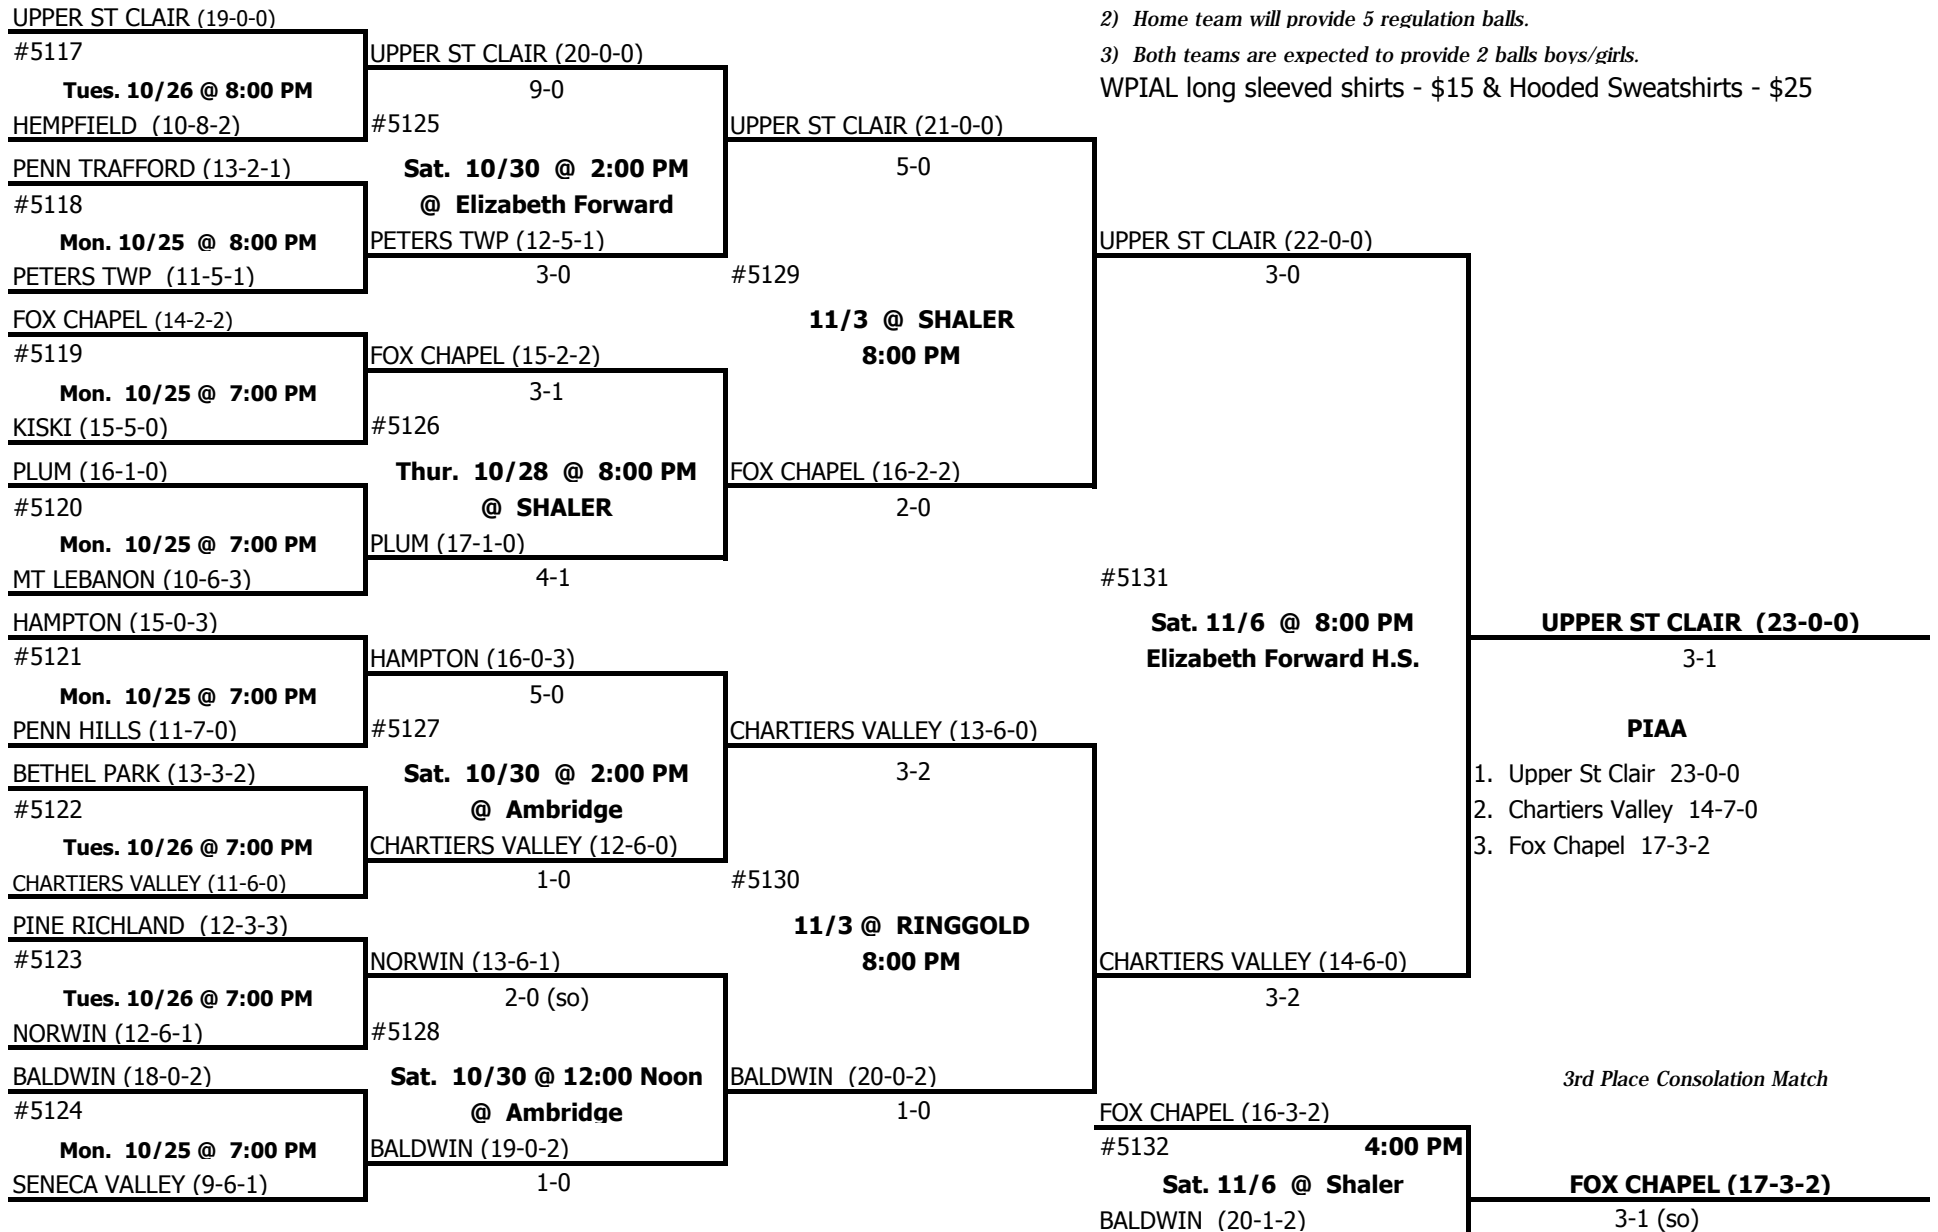 UPPER ST CLAIR (19-0-0)
#5117
Tues. 10/26 @ 8:00 PM
HEMPFIELD (10-8-2)
PENN TRAFFORD (13-2-1)
#5118
Mon. 10/25 @ 8:00 PM
PETERS TWP (11-5-1)
FOX CHAPEL (14-2-2)
#5119
Mon. 10/25 @ 7:00 PM
KISKI (15-5-0)
PLUM (16-1-0)
#5120
Mon. 10/25 @ 7:00 PM
MT LEBANON (10-6-3)
HAMPTON (15-0-3)
#5121
Mon. 10/25 @ 7:00 PM
PENN HILLS (11-7-0)
BETHEL PARK (13-3-2)
#5122
Tues. 10/26 @ 7:00 PM
CHARTIERS VALLEY (11-6-0)
PINE RICHLAND (12-3-3)
#5123
Tues. 10/26 @ 7:00 PM
NORWIN (12-6-1)
BALDWIN (18-0-2)
#5124
Mon. 10/25 @ 7:00 PM
SENECA VALLEY (9-6-1)
UPPER ST CLAIR (20-0-0)
9-0
#5125
Sat. 10/30 @ 2:00 PM
@ Elizabeth Forward
PETERS TWP (12-5-1)
3-0
FOX CHAPEL (15-2-2)
3-1
#5126
Thur. 10/28 @ 8:00 PM
@ SHALER
PLUM (17-1-0)
4-1
HAMPTON (16-0-3)
5-0
#5127
Sat. 10/30 @ 2:00 PM
@ Ambridge
CHARTIERS VALLEY (12-6-0)
1-0
NORWIN (13-6-1)
2-0 (so)
#5128
Sat. 10/30 @ 12:00 Noon
@ Ambridge
BALDWIN (19-0-2)
1-0
UPPER ST CLAIR (21-0-0)
5-0
#5129
11/3 @ SHALER
8:00 PM
FOX CHAPEL (16-2-2)
2-0
CHARTIERS VALLEY (13-6-0)
3-2
#5130
11/3 @ RINGGOLD
8:00 PM
BALDWIN (20-0-2)
1-0
2) Home team will provide 5 regulation balls.
3) Both teams are expected to provide 2 balls boys/girls.
WPIAL long sleeved shirts - $15 & Hooded Sweatshirts - $25
UPPER ST CLAIR (22-0-0)
3-0
#5131
Sat. 11/6 @ 8:00 PM
Elizabeth Forward H.S.
CHARTIERS VALLEY (14-6-0)
3-2
UPPER ST CLAIR (23-0-0)
3-1
PIAA
1. Upper St Clair 23-0-0
2. Chartiers Valley 14-7-0
3. Fox Chapel 17-3-2
3rd Place Consolation Match
FOX CHAPEL (16-3-2)
#5132 4:00 PM
Sat. 11/6 @ Shaler
BALDWIN (20-1-2)
FOX CHAPEL (17-3-2)
3-1 (so)